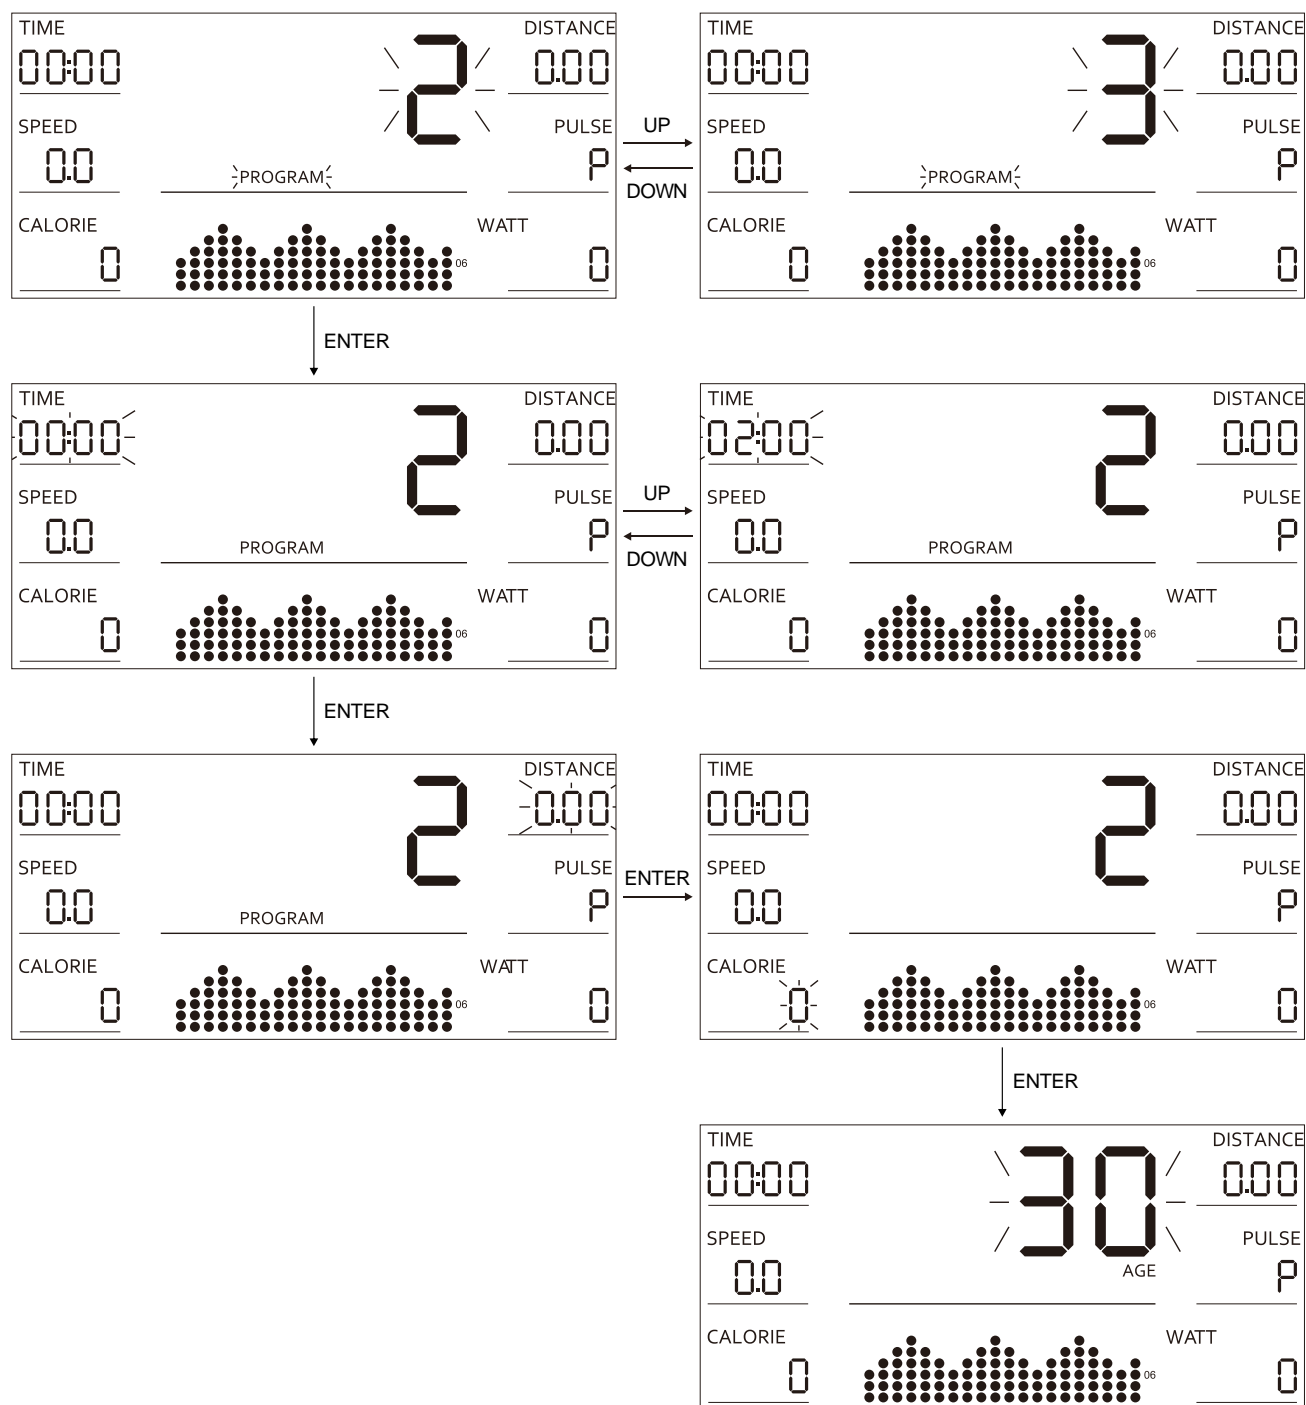 TIME DISTANCE
00:00 2 0.00
SPEED PULSE
0.0 P
PROGRAM
CALORIE WATT
0 06 0
UP
DOWN
TIME DISTANCE
00:00 3 0.00
SPEED PULSE
0.0 P
PROGRAM
CALORIE WATT
0 06 0
ENTER
TIME DISTANCE
00:00 2 0.00
SPEED PULSE
0.0 P
PROGRAM
CALORIE WATT
0 06 0
UP
DOWN
TIME DISTANCE
02:00 2 0.00
SPEED PULSE
0.0 P
PROGRAM
CALORIE WATT
0 06 0
ENTER
TIME DISTANCE
00:00 2 0.00
SPEED PULSE
0.0 P
PROGRAM
CALORIE WATT
0 06 0
ENTER
TIME DISTANCE
00:00 2 0.00
SPEED PULSE
0.0 P
CALORIE WATT
0 06 0
ENTER
TIME DISTANCE
00:00 30 0.00
SPEED PULSE
AGE
0.0 P
CALORIE WATT
0 06 0